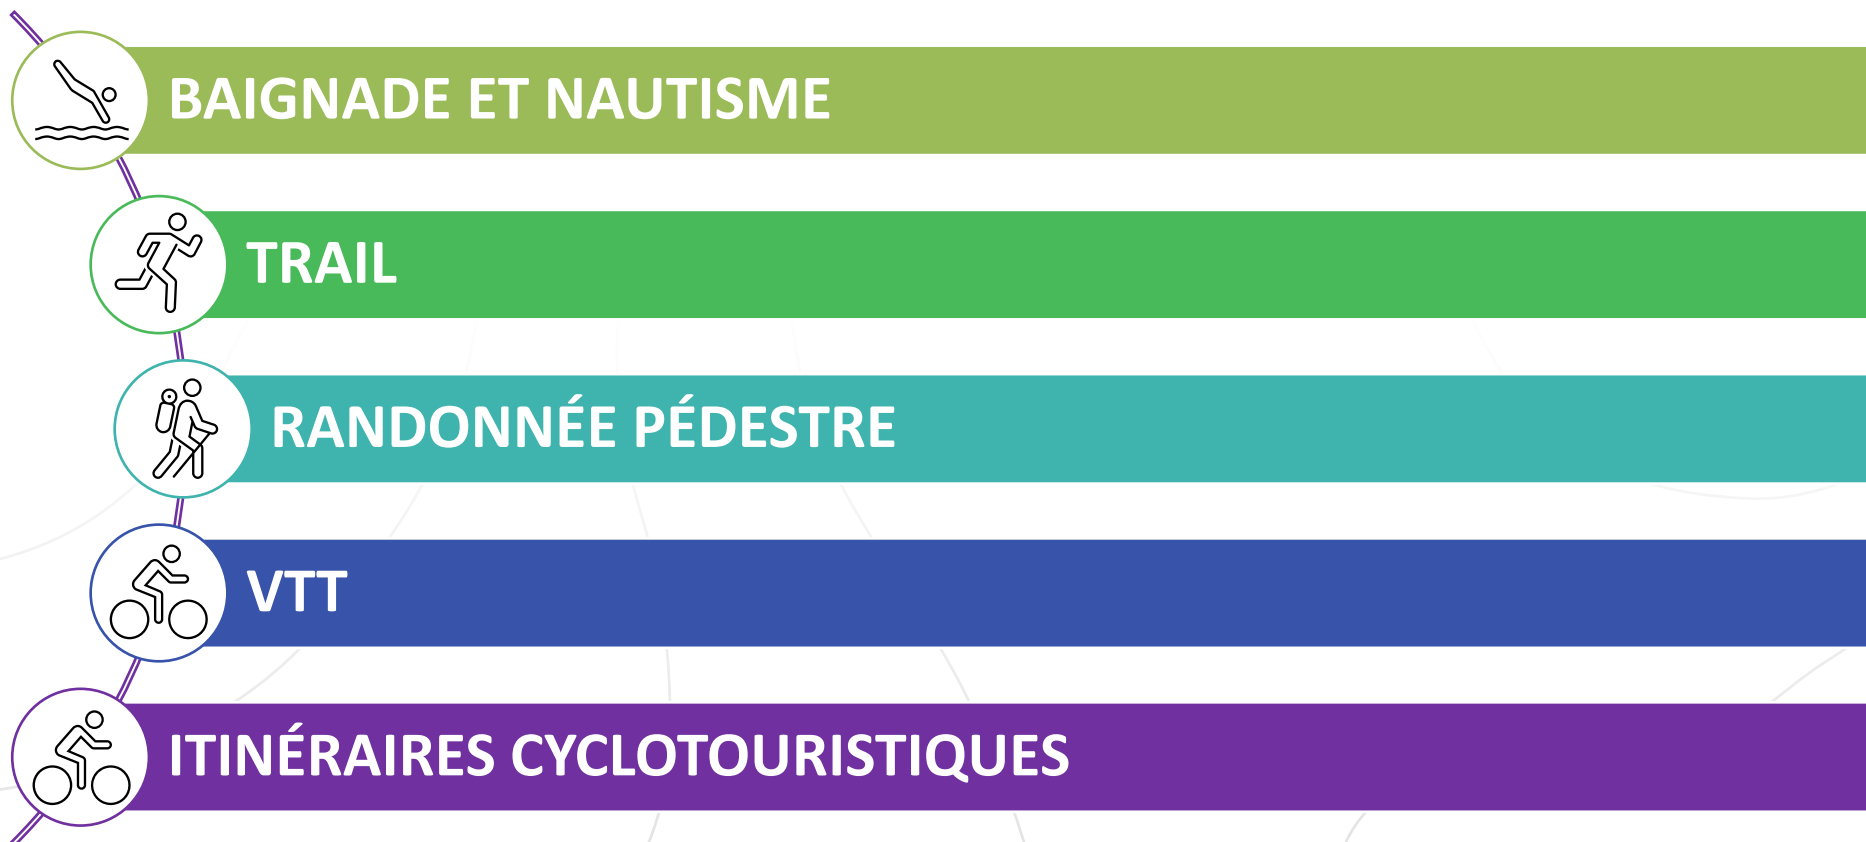 BAIGNADE ET NAUTISME
TRAIL
RANDONNÉE PÉDESTRE
VTT
ITINÉRAIRES CYCLOTOURISTIQUES